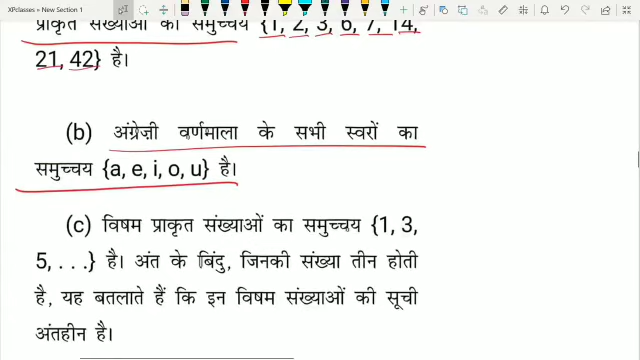 XPclasses » New Section 1
प्राकृत संख्याओं का समुच्चय {1, 2, 3, 6, 7, 14,
21, 42} है।
(b) अंग्रेज़ी वर्णमाला के सभी स्वरों का
समुच्चय {a, e, i, o, u} है।
(c) विषम प्राकृत संख्याओं का समुच्चय {1, 3,
5, . . .} है। अंत के बिंदु, जिनकी संख्या तीन होती
है, यह बतलाते हैं कि इन विषम संख्याओं की सूची
अंतहीन है।